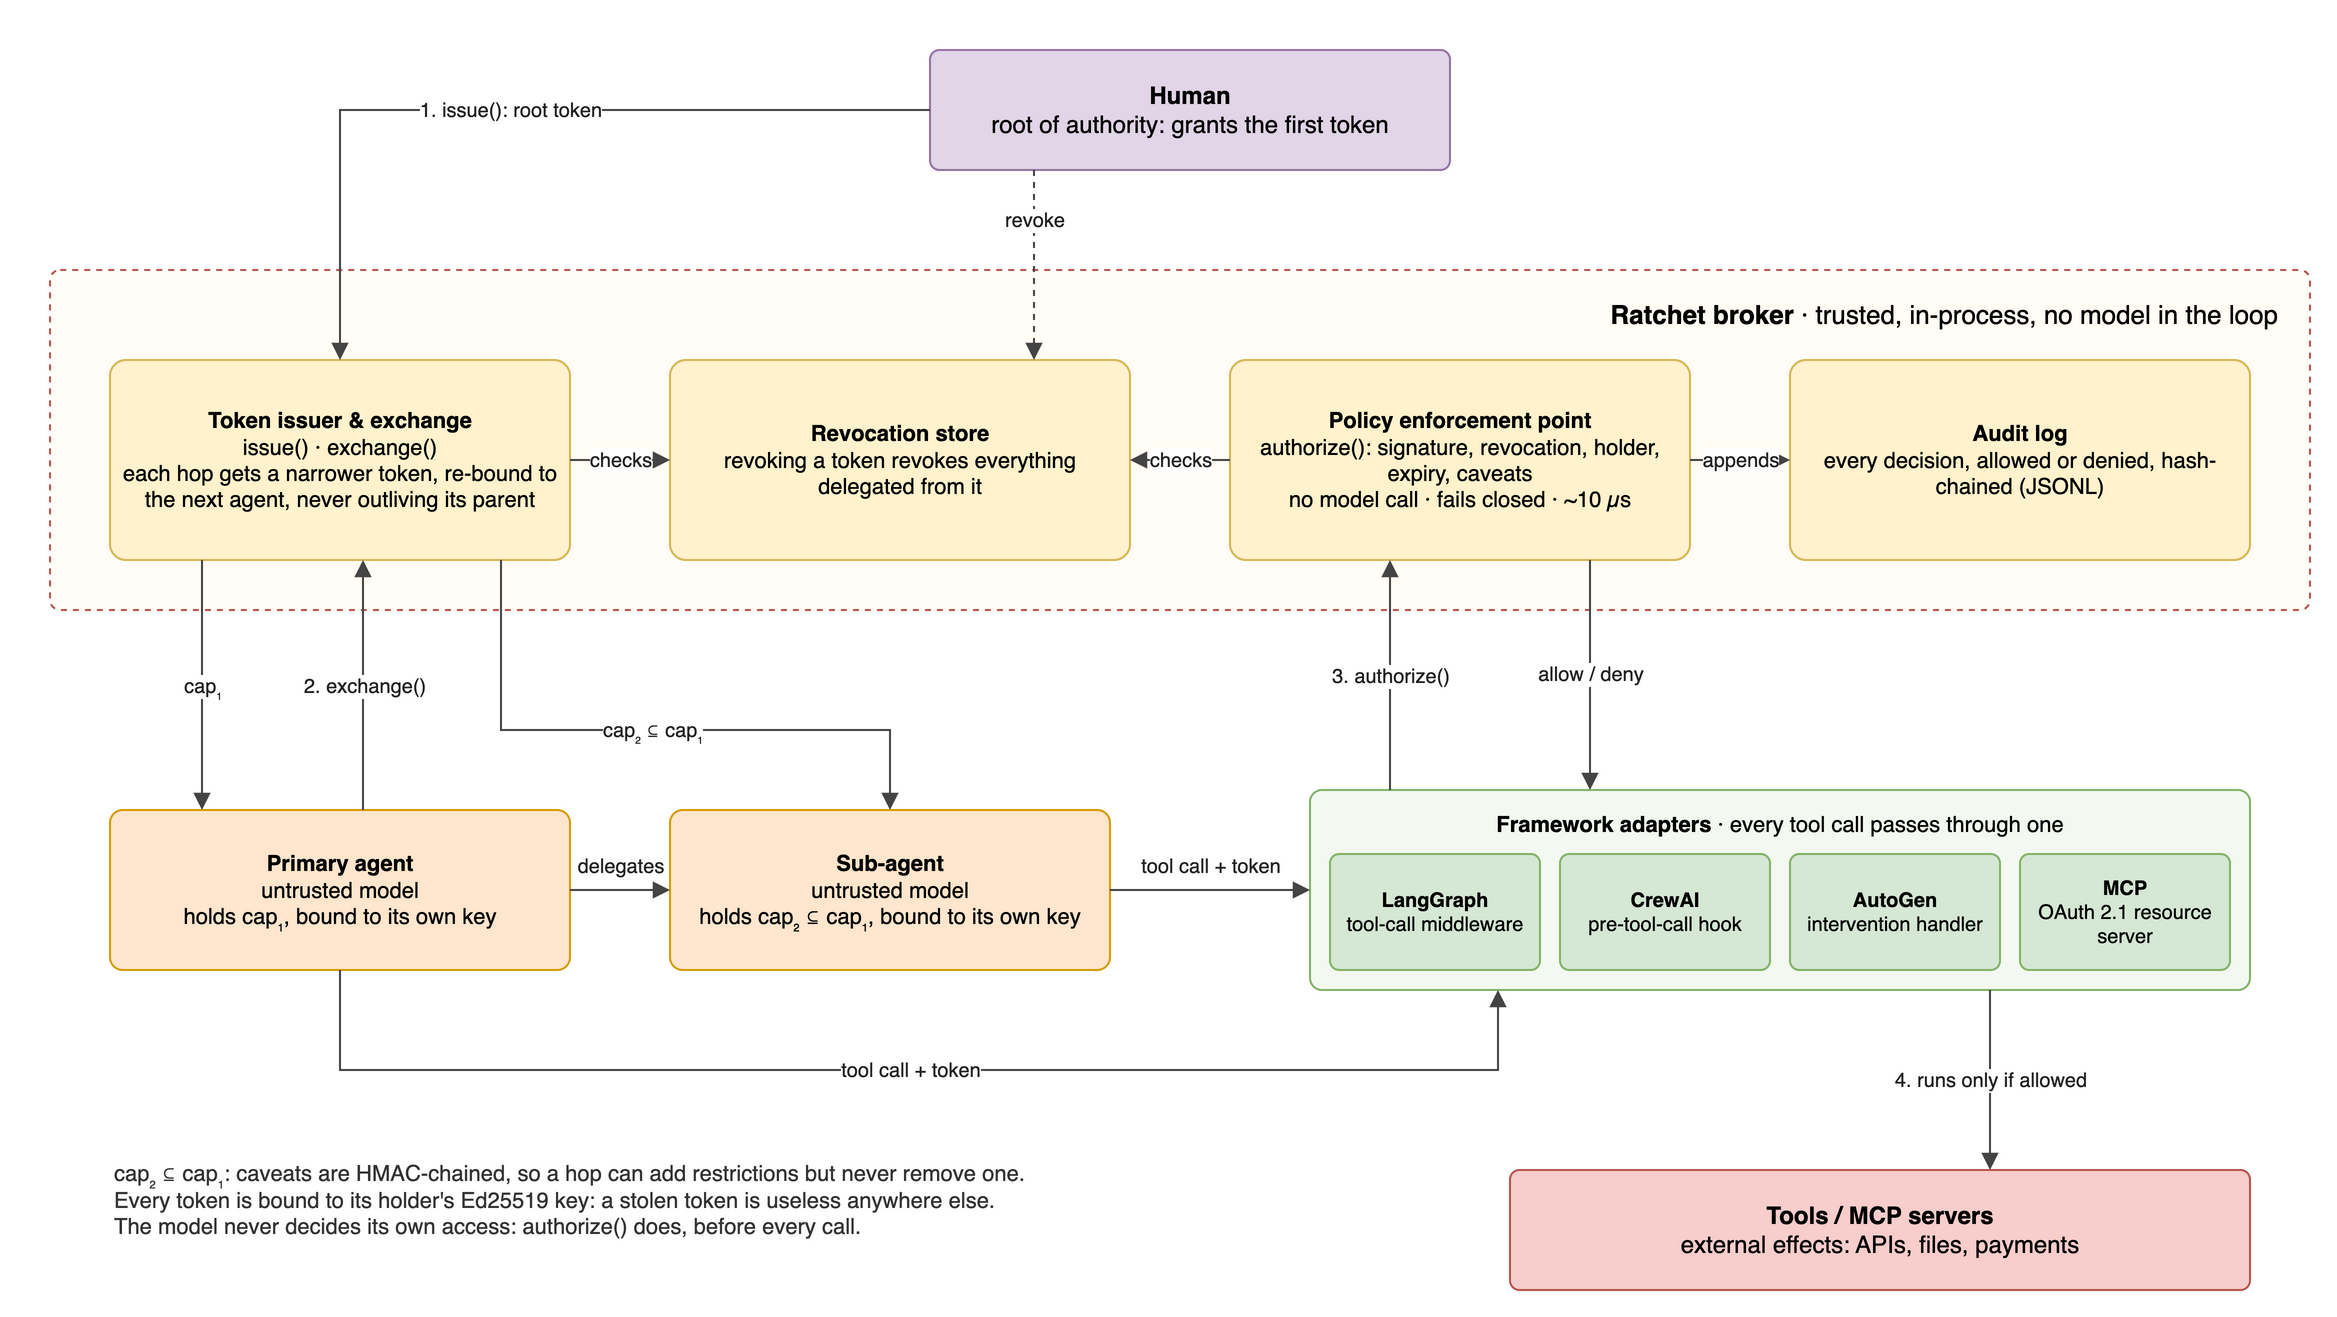 Human
root of authority: grants the first token
1. issue(): root token
revoke
Ratchet broker · trusted, in-process, no model in the loop
Token issuer & exchange
issue() · exchange()
each hop gets a narrower token, re-bound to
the next agent, never outliving its parent
checks
Revocation store
revoking a token revokes everything
delegated from it
checks
Policy enforcement point
authorize(): signature, revocation, holder,
expiry, caveats
no model call · fails closed · ~10 µs
appends
Audit log
every decision, allowed or denied, hash-
chained (JSONL)
cap₁
2. exchange()
cap₂ ⊆ cap₁
3. authorize()
allow / deny
Primary agent
untrusted model
holds cap₁, bound to its own key
delegates
Sub-agent
untrusted model
holds cap₂ ⊆ cap₁, bound to its own key
tool call + token
Framework adapters · every tool call passes through one
LangGraph
tool-call middleware
CrewAI
pre-tool-call hook
AutoGen
intervention handler
MCP
OAuth 2.1 resource
server
tool call + token
4. runs only if allowed
cap₂ ⊆ cap₁: caveats are HMAC-chained, so a hop can add restrictions but never remove one.
Every token is bound to its holder's Ed25519 key: a stolen token is useless anywhere else.
The model never decides its own access: authorize() does, before every call.
Tools / MCP servers
external effects: APIs, files, payments